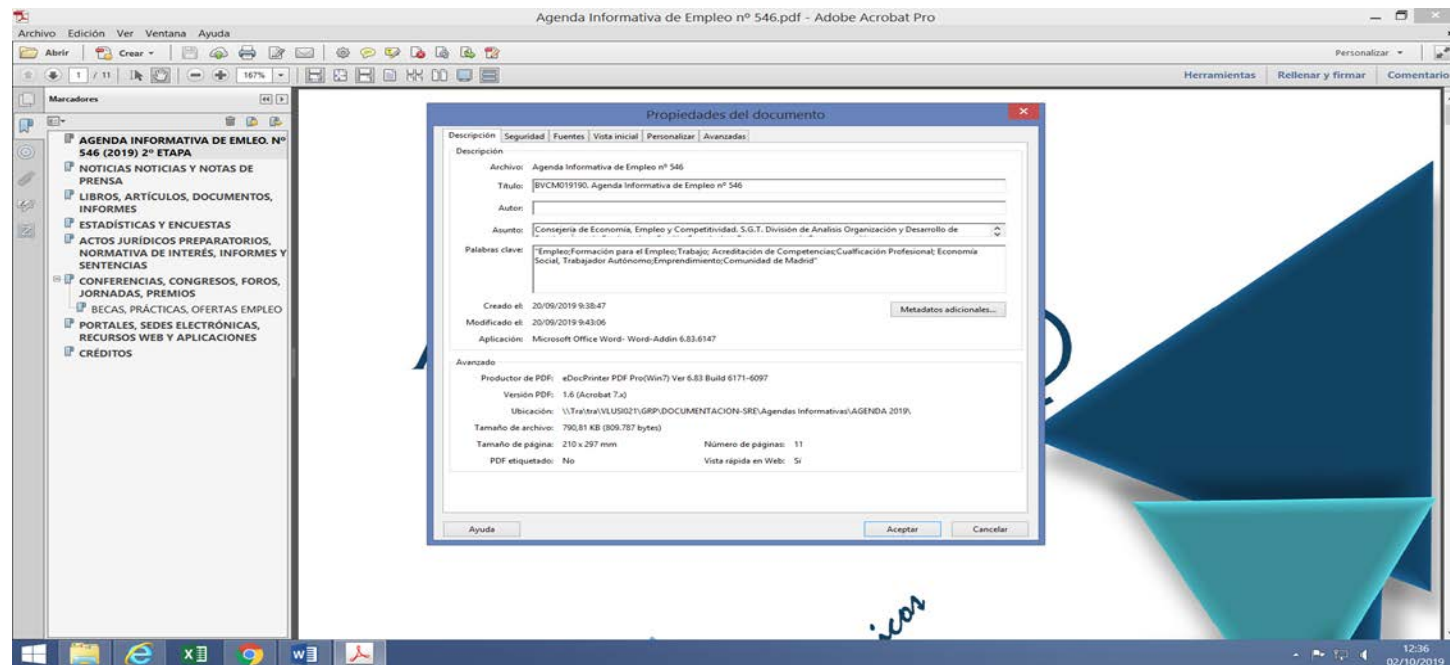 Agenda Informativa de Empleo nº 546.pdf - Adobe Acrobat Pro
Archivo Edición Ver Ventana Ayuda
Abrir Crear Personalizar
1 / 11 167% Herramientas Rellenar y firmar Comentario
Marcadores
AGENDA INFORMATIVA DE EMLEO. Nº
546 (2019) 2º ETAPA
NOTICIAS NOTICIAS Y NOTAS DE
PRENSA
LIBROS, ARTÍCULOS, DOCUMENTOS,
INFORMES
ESTADÍSTICAS Y ENCUESTAS
ACTOS JURÍDICOS PREPARATORIOS,
NORMATIVA DE INTERÉS, INFORMES Y
SENTENCIAS
CONFERENCIAS, CONGRESOS, FOROS,
JORNADAS, PREMIOS
BECAS, PRÁCTICAS, OFERTAS EMPLEO
PORTALES, SEDES ELECTRÓNICAS,
RECURSOS WEB Y APLICACIONES
CRÉDITOS
Propiedades del documento
Descripción Seguridad Fuentes Vista inicial Personalizar Avanzadas
Descripción
Archivo: Agenda Informativa de Empleo nº 546
Título: BVCM019190. Agenda Informativa de Empleo nº 546
Autor:
Asunto: Consejería de Economía, Empleo y Competitividad. S.G.T. División de Analisis Organización y Desarrollo de
Palabras clave: "Empleo;Formación para el Empleo;Trabajo; Acreditación de Competencias;Cualficación Profesional; Economía
Social, Trabajador Autónomo;Emprendimiento;Comunidad de Madrid"
Creado el: 20/09/2019 9:38:47
Metadatos adicionales...
Modificado el: 20/09/2019 9:43:06
Aplicación: Microsoft Office Word- Word-Addin 6.83.6147
Avanzado
Productor de PDF: eDocPrinter PDF Pro(Win7) Ver 6.83 Build 6171-6097
Versión PDF: 1.6 (Acrobat 7.x)
Ubicación: \\Tra\tra\VLUSI021\GRP\DOCUMENTACION-SRE\Agendas Informativas\AGENDA 2019\
Tamaño de archivo: 790,81 KB (809.787 bytes)
Tamaño de página: 210 x 297 mm Número de páginas: 11
PDF etiquetado: No Vista rápida en Web: Sí
Ayuda Aceptar Cancelar
icos
12:36
02/10/2019